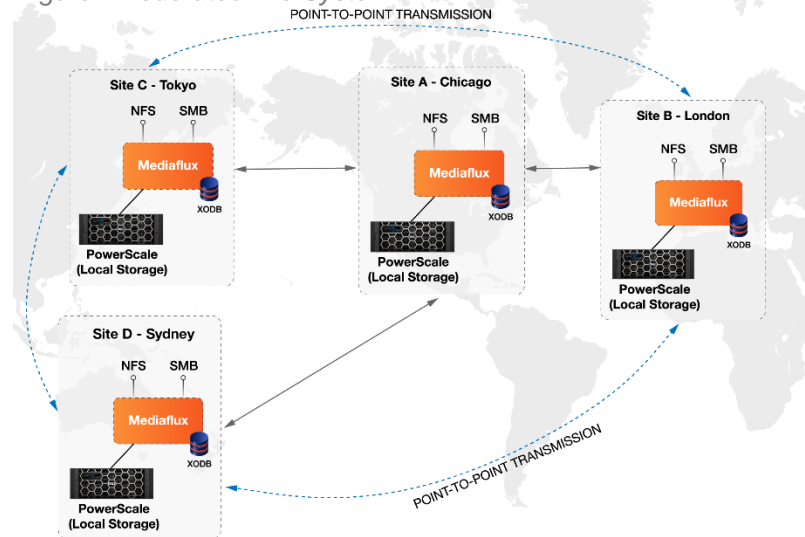 POINT-TO-POINT TRANSMISSION
Site C - Tokyo
NFS SMB
Mediaflux
XODB
PowerScale
(Local Storage)
Site A - Chicago
NFS SMB
Mediaflux
XODB
PowerScale
(Local Storage)
Site B - London
NFS SMB
Mediaflux
XODB
PowerScale
(Local Storage)
Site D - Sydney
NFS SMB
Mediaflux
XODB
PowerScale
(Local Storage)
POINT-TO-POINT TRANSMISSION